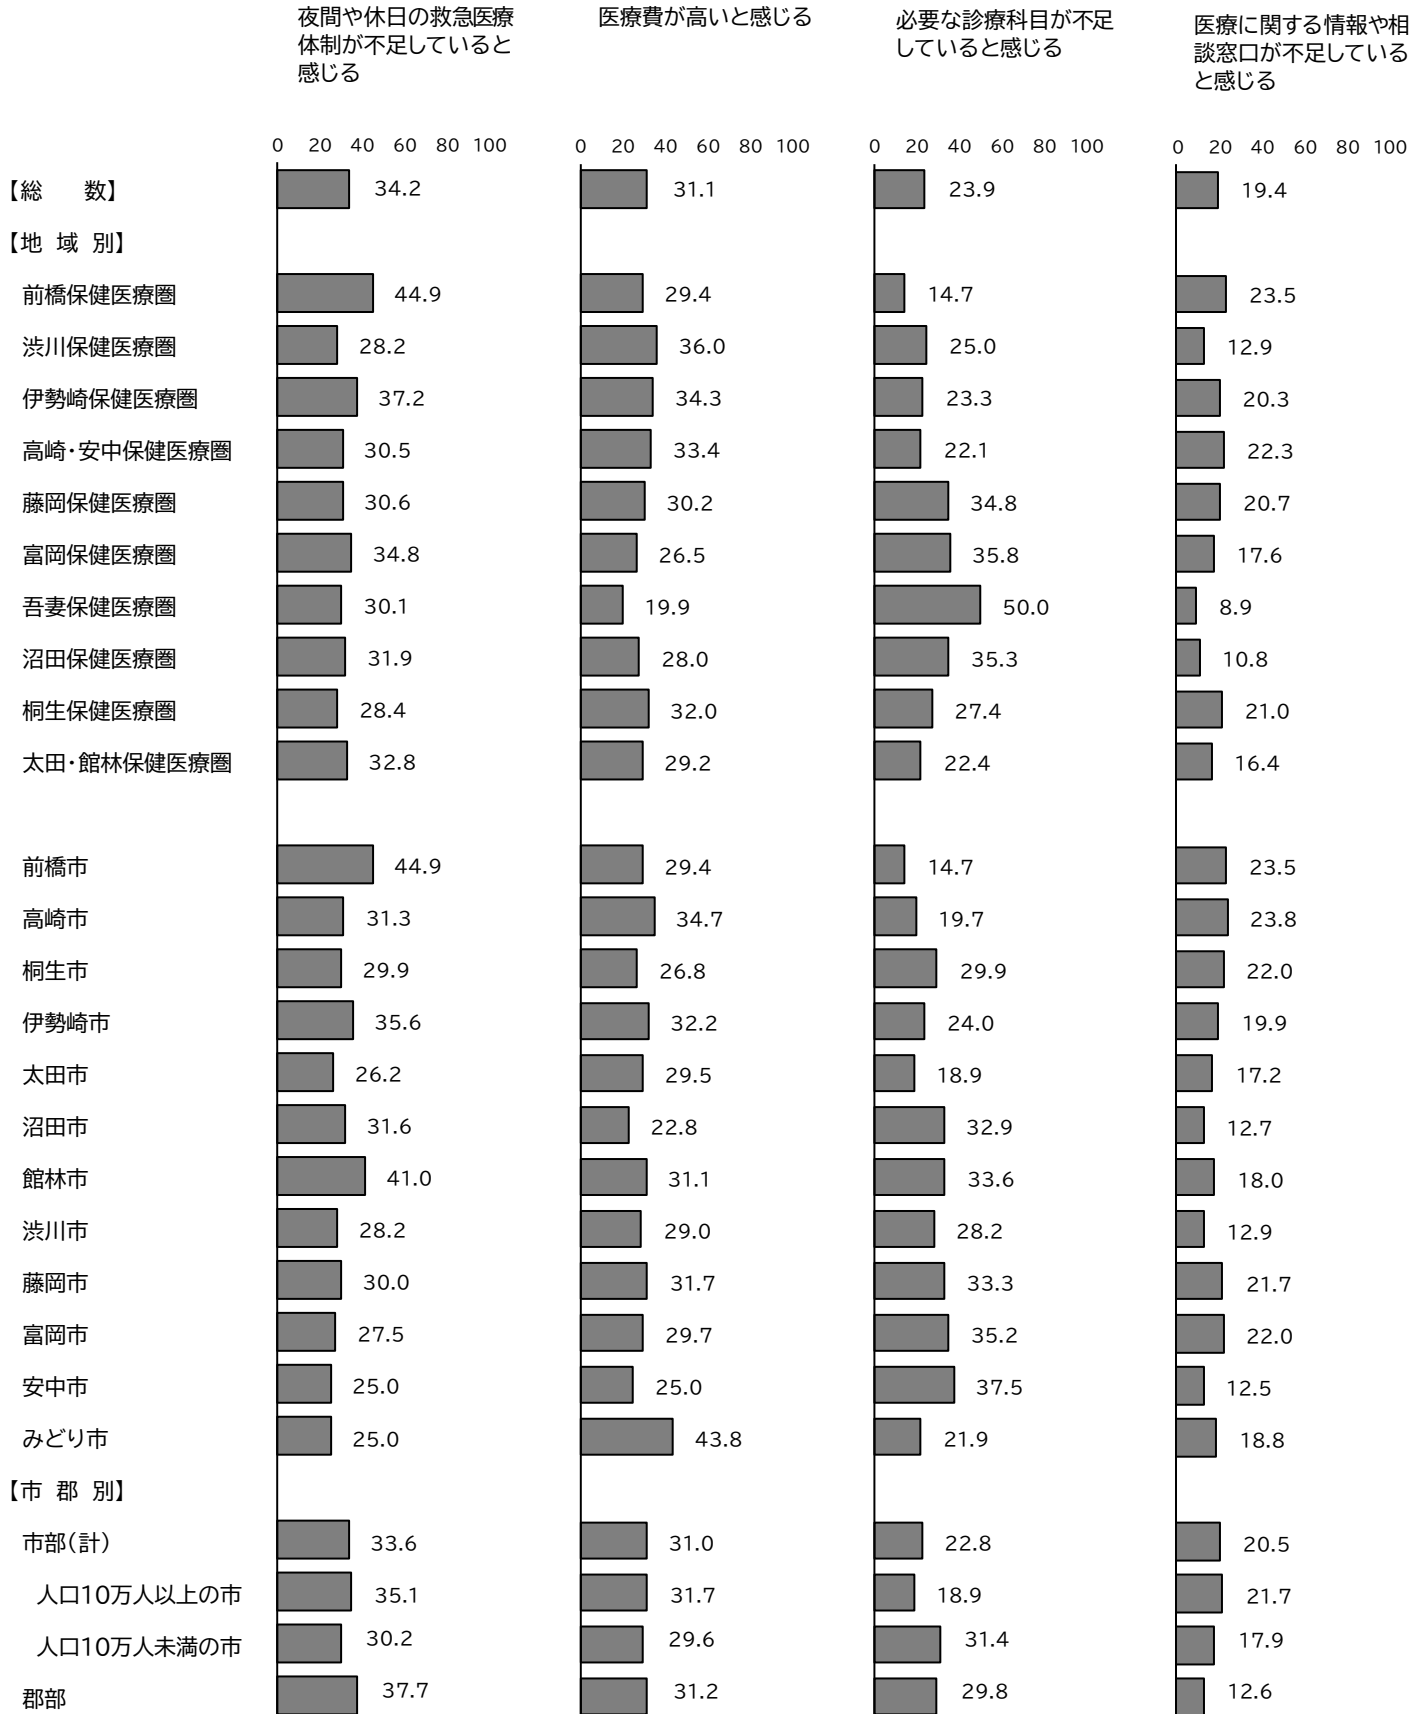 夜間や休日の救急医療
体制が不足していると
感じる
医療費が高いと感じる
必要な診療科目が不足
していると感じる
医療に関する情報や相
談窓口が不足している
と感じる
0 20 40 60 80 100 0 20 40 60 80 100 0 20 40 60 80 100 0 20 40 60 80 100
【総　数】 34.2 31.1 23.9 19.4
【地 域 別】
前橋保健医療圏 44.9 29.4 14.7 23.5
渋川保健医療圏 28.2 36.0 25.0 12.9
伊勢崎保健医療圏 37.2 34.3 23.3 20.3
高崎・安中保健医療圏 30.5 33.4 22.1 22.3
藤岡保健医療圏 30.6 30.2 34.8 20.7
富岡保健医療圏 34.8 26.5 35.8 17.6
吾妻保健医療圏 30.1 19.9 50.0 8.9
沼田保健医療圏 31.9 28.0 35.3 10.8
桐生保健医療圏 28.4 32.0 27.4 21.0
太田・館林保健医療圏 32.8 29.2 22.4 16.4
前橋市 44.9 29.4 14.7 23.5
高崎市 31.3 34.7 19.7 23.8
桐生市 29.9 26.8 29.9 22.0
伊勢崎市 35.6 32.2 24.0 19.9
太田市 26.2 29.5 18.9 17.2
沼田市 31.6 22.8 32.9 12.7
館林市 41.0 31.1 33.6 18.0
渋川市 28.2 29.0 28.2 12.9
藤岡市 30.0 31.7 33.3 21.7
富岡市 27.5 29.7 35.2 22.0
安中市 25.0 25.0 37.5 12.5
みどり市 25.0 43.8 21.9 18.8
【市 郡 別】
市部（計） 33.6 31.0 22.8 20.5
人口10万人以上の市 35.1 31.7 18.9 21.7
人口10万人未満の市 30.2 29.6 31.4 17.9
郡部 37.7 31.2 29.8 12.6